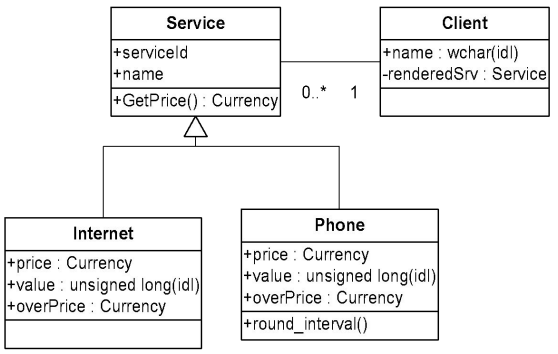 Service
+serviceId
+name
+GetPrice() : Currency
0..* 1
Client
+name : wchar(idl)
-renderedSrv : Service
Internet
+price : Currency
+value : unsigned long(idl)
+overPrice : Currency
Phone
+price : Currency
+value : unsigned long(idl)
+overPrice : Currency
+round_interval()